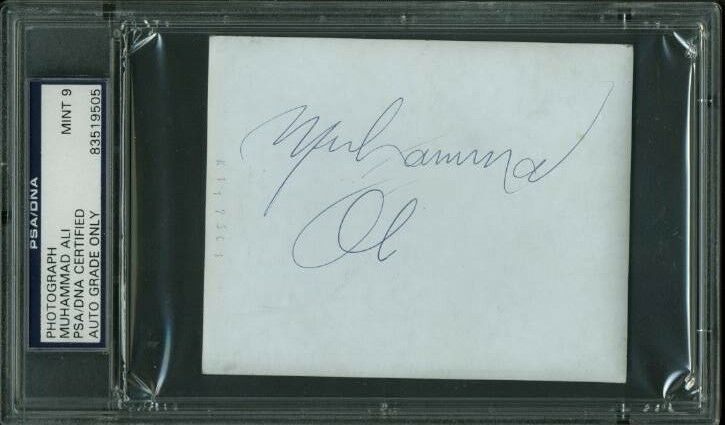 PSA/DNA
PHOTOGRAPH MINT 9
MUHAMMAD ALI
PSA/DNA CERTIFIED
AUTO GRADE ONLY 83519505
Muhammad
Ali